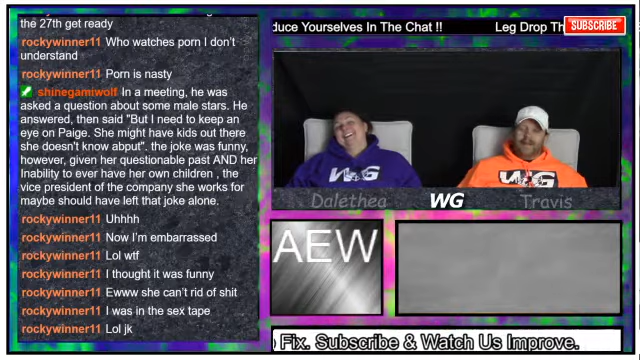 the 27th get ready
rockywinner11 Who watches porn I don't
understand
rockywinner11 Porn is nasty
shinegamiwolf In a meeting, he was
asked a question about some male stars. He
answered, then said "But I need to keep an
eye on Paige. She might have kids out there
she doesn't know abput". the joke was funny,
however, given her questionable past AND her
inability to ever have her own children , the
vice president of the company she works for
maybe should have left that joke alone.
rockywinner11 Uhhhh
rockywinner11 Now I'm embarrassed
rockywinner11 Lol wtf
rockywinner11 I thought it was funny
rockywinner11 Ewww she can't rid of shit
rockywinner11 I was in the sex tape
rockywinner11 Lol jk
duce Yourselves In The Chat !! Leg Drop Th
SUBSCRIBE
WG
WG
Dalethea WG Travis
AEW
Fix. Subscribe & Watch Us Improve.